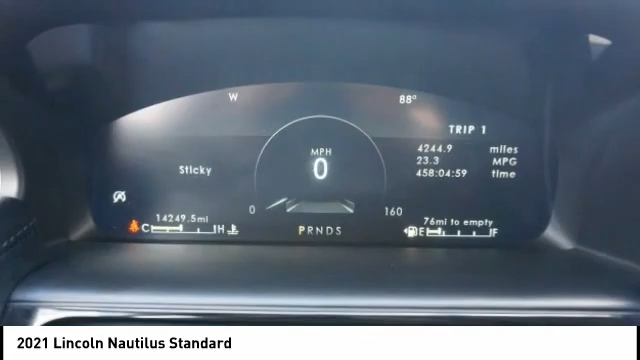 W 88°
TRIP 1
MPH
0
4244.9 miles
23.3 MPG
458:04:59 time
Sticky
0 160
14249.5mi
76mi to empty
C H
PRNDS
E F
2021 Lincoln Nautilus Standard